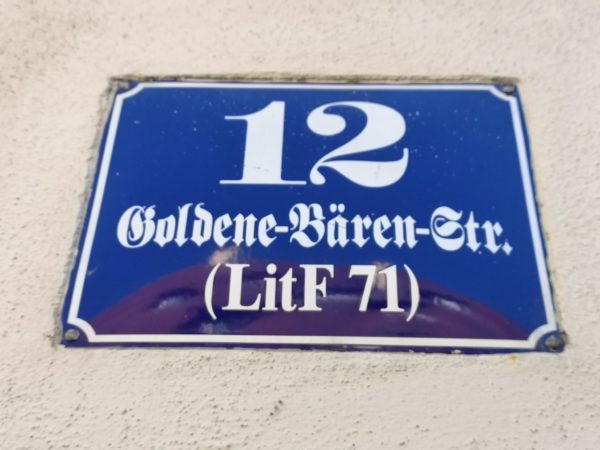 12
Goldene-Bären-Str.
(LitF 71)